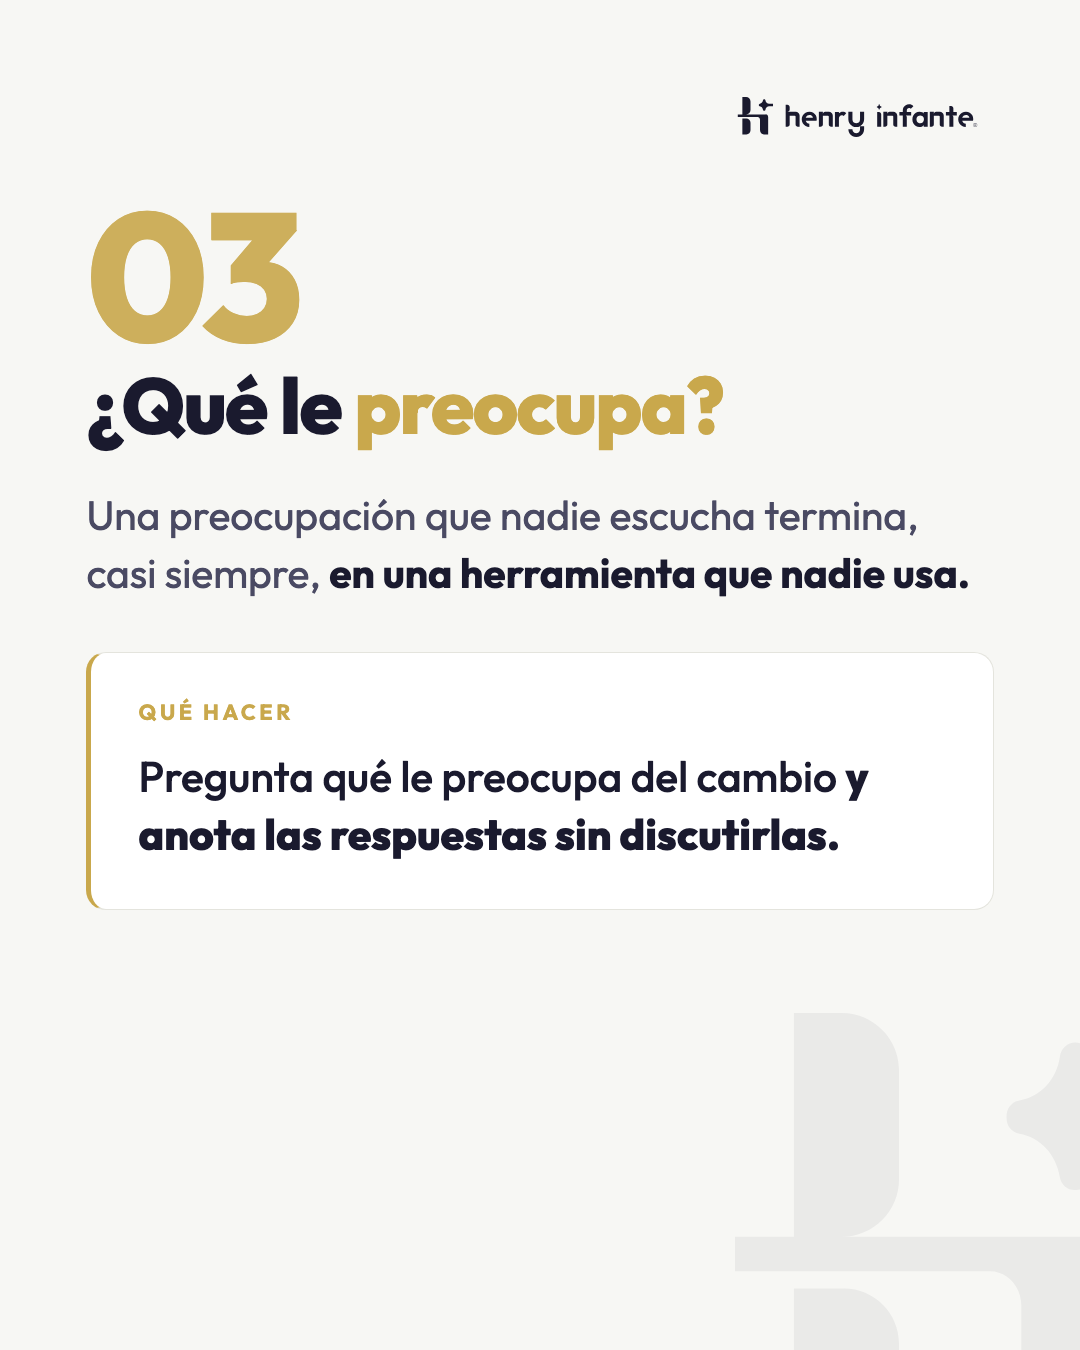 henry infante.
03
¿Qué le preocupa?
Una preocupación que nadie escucha termina,
casi siempre, en una herramienta que nadie usa.
QUÉ HACER
Pregunta qué le preocupa del cambio y
anota las respuestas sin discutirlas.